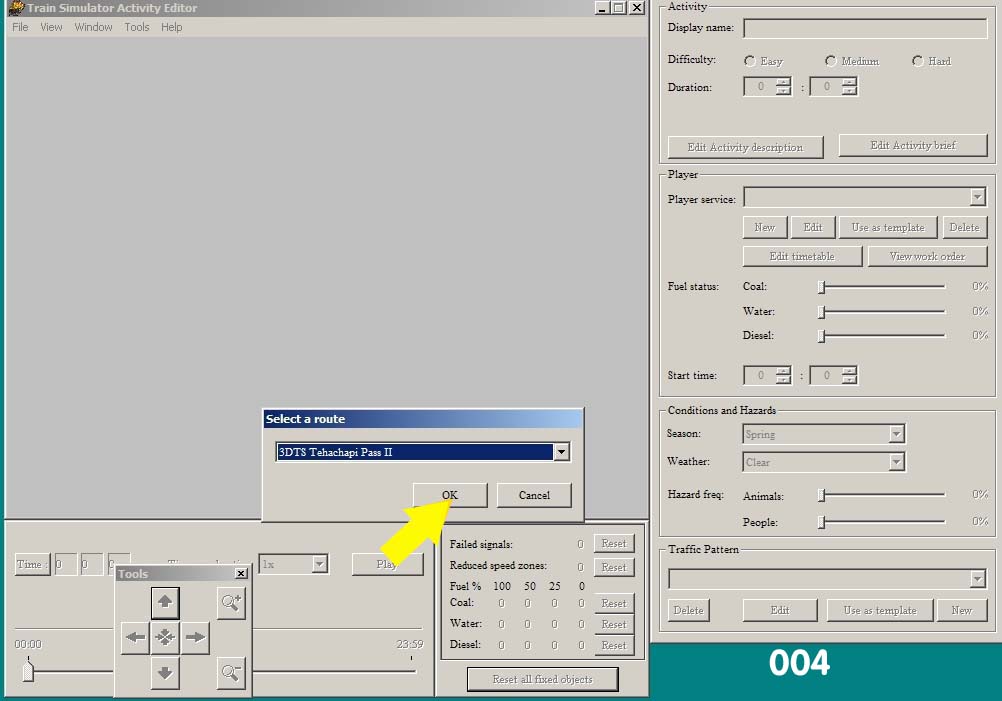 Train Simulator Activity Editor
File View Window Tools Help
Select a route
3DTS Tehachapi Pass II
OK Cancel
Time : 0 0
1x
Play
Tools
00:00 23:59
Failed signals: 0 Reset
Reduced speed zones: 0 Reset
Fuel % 100 50 25 0
Coal: 0 0 0 0 Reset
Water: 0 0 0 0 Reset
Diesel: 0 0 0 0 Reset
Reset all fixed objects
Activity
Display name:
Difficulty: Easy Medium Hard
Duration: 0 : 0
Edit Activity description Edit Activity brief
Player
Player service:
New Edit Use as template Delete
Edit timetable View work order
Fuel status: Coal: 0%
Water: 0%
Diesel: 0%
Start time: 0 : 0
Conditions and Hazards
Season: Spring
Weather: Clear
Hazard freq: Animals: 0%
People: 0%
Traffic Pattern
Delete Edit Use as template New
004